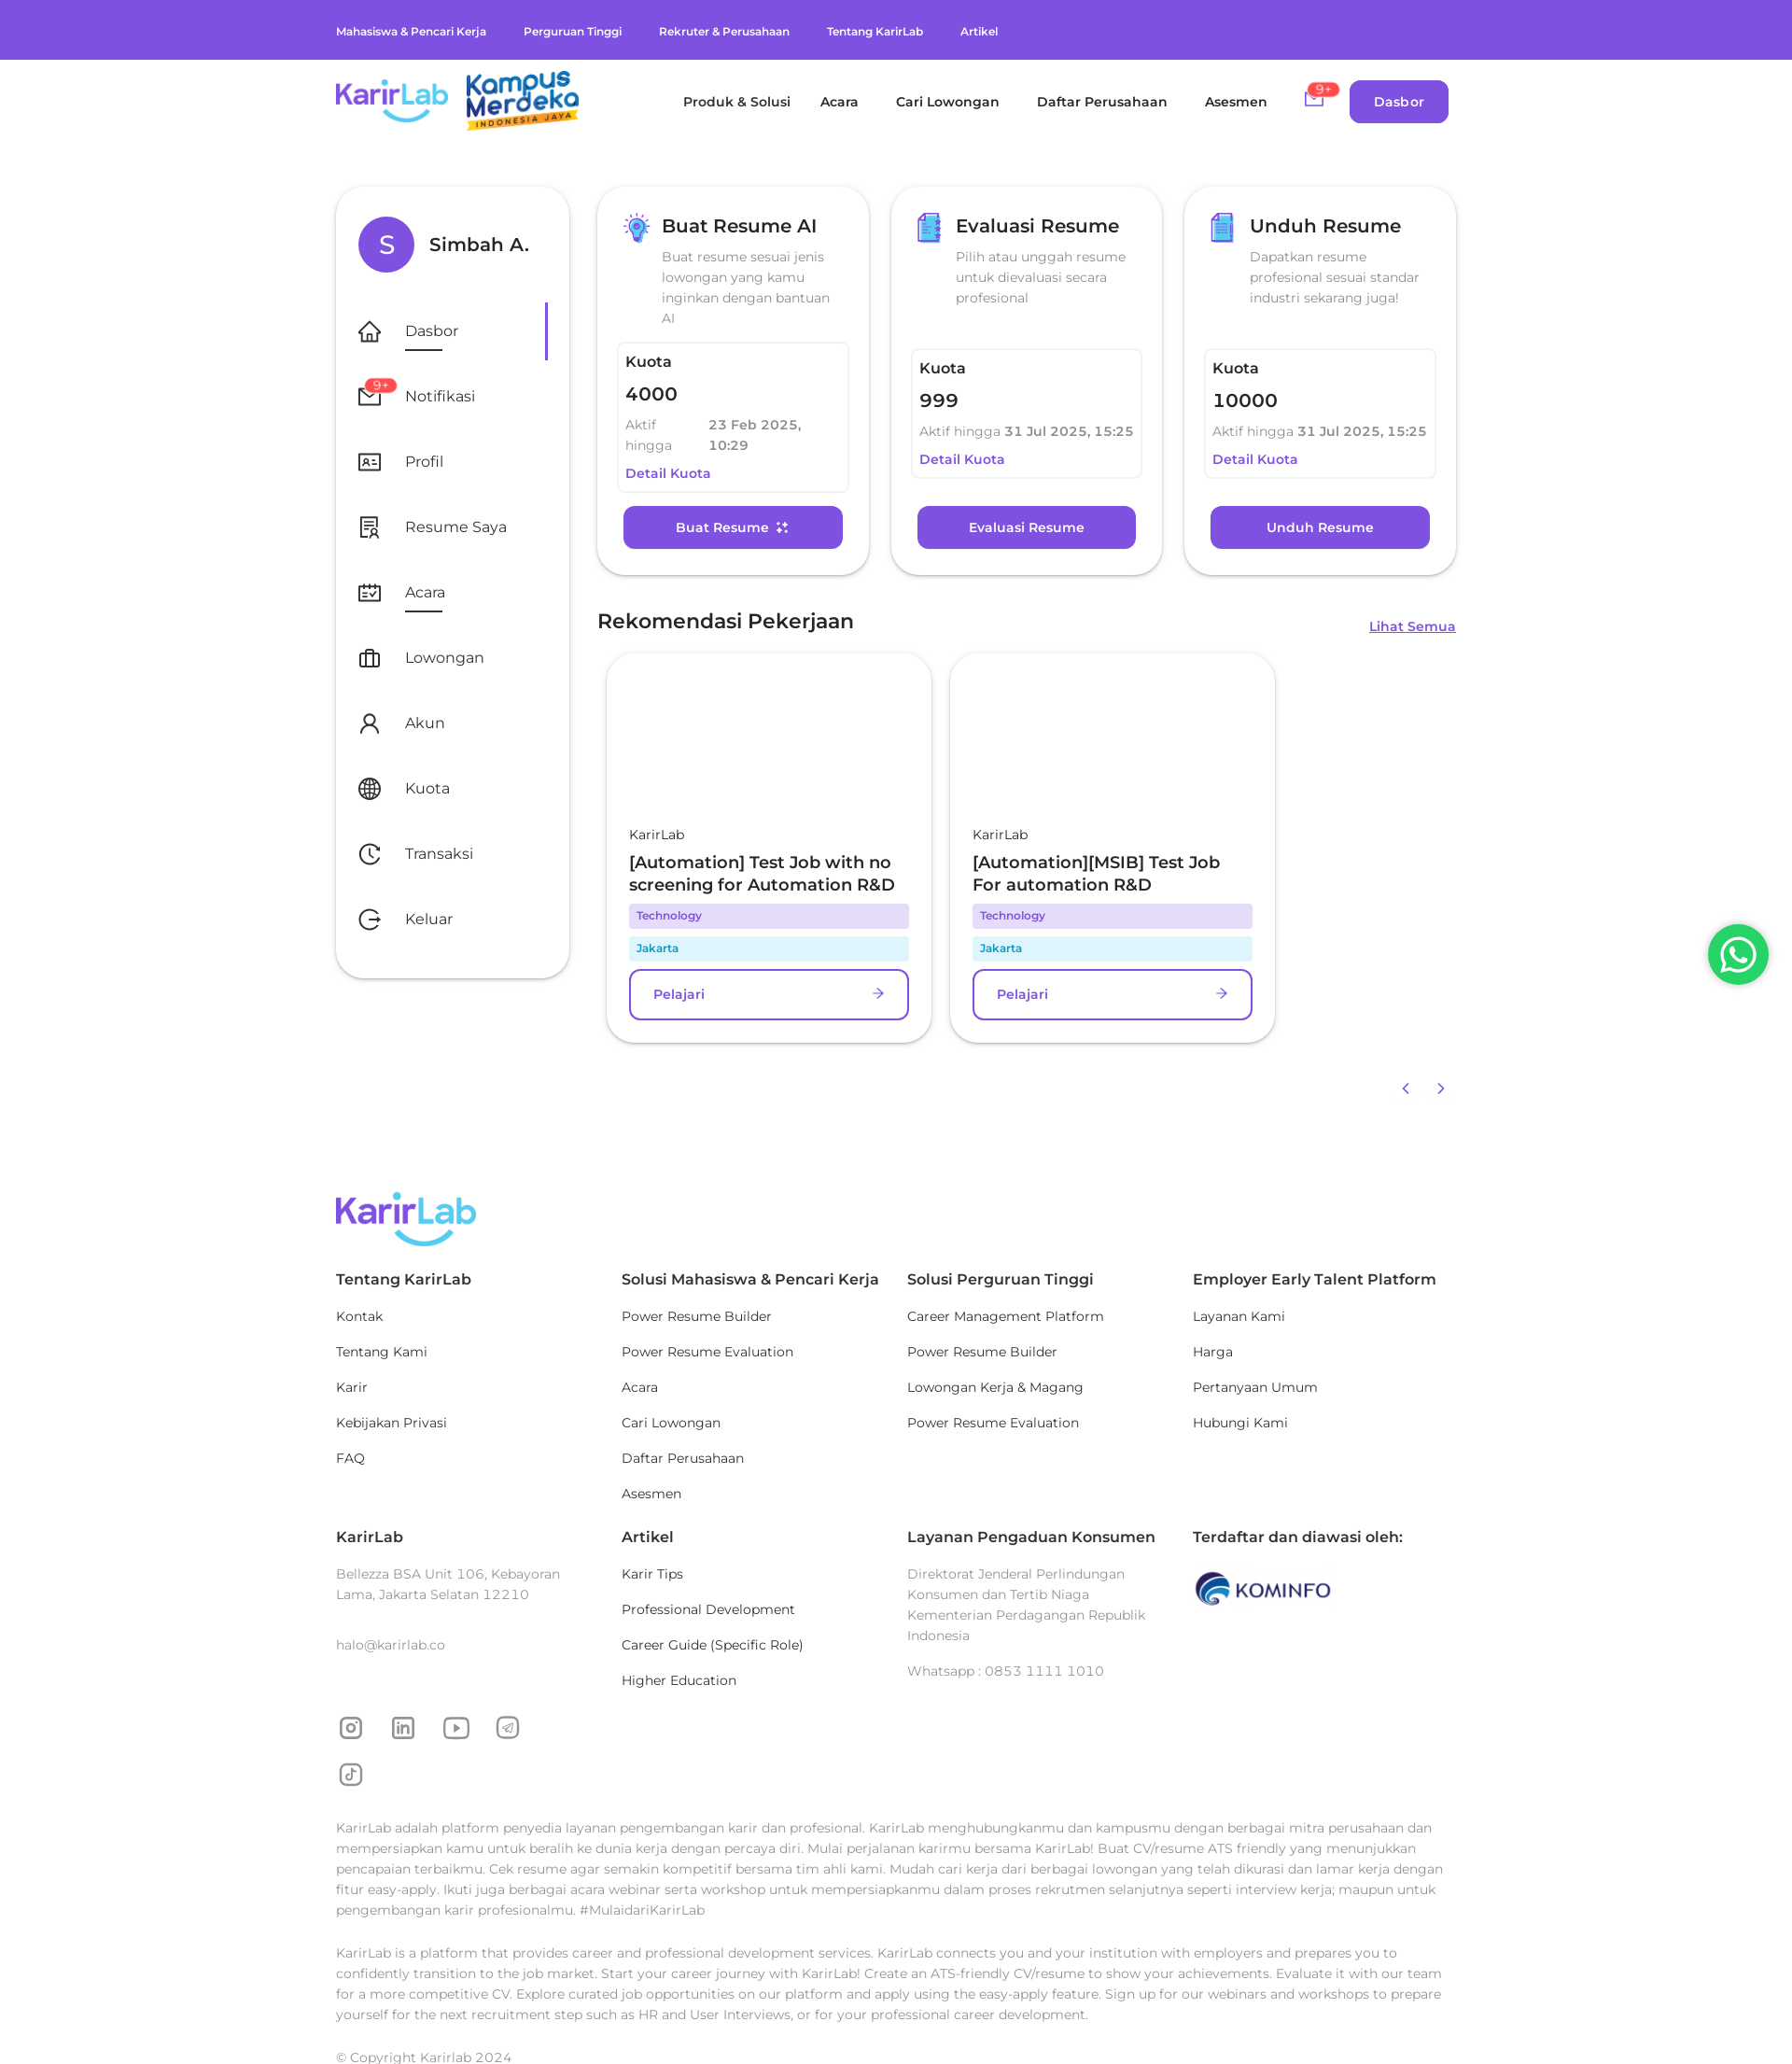 Mahasiswa & Pencari Kerja Perguruan Tinggi Rekruter & Perusahaan Tentang KarirLab Artikel
KarirLab
Kampus
Merdeka
INDONESIA JAYA
Produk & Solusi Acara Cari Lowongan Daftar Perusahaan Asesmen 9+ Dasbor
S Simbah A.
Dasbor
9+ Notifikasi
Profil
Resume Saya
Acara
Lowongan
Akun
Kuota
Transaksi
Keluar
Buat Resume AI
Buat resume sesuai jenis
lowongan yang kamu
inginkan dengan bantuan
AI
Kuota
4000
Aktif hingga 23 Feb 2025, 10:29
Detail Kuota
Buat Resume
Evaluasi Resume
Pilih atau unggah resume
untuk dievaluasi secara
profesional
Kuota
999
Aktif hingga 31 Jul 2025, 15:25
Detail Kuota
Evaluasi Resume
Unduh Resume
Dapatkan resume
profesional sesuai standar
industri sekarang juga!
Kuota
10000
Aktif hingga 31 Jul 2025, 15:25
Detail Kuota
Unduh Resume
Rekomendasi Pekerjaan
Lihat Semua
KarirLab
[Automation] Test Job with no
screening for Automation R&D
Technology
Jakarta
Pelajari
KarirLab
[Automation][MSIB] Test Job
For automation R&D
Technology
Jakarta
Pelajari
KarirLab
Tentang KarirLab
Kontak
Tentang Kami
Karir
Kebijakan Privasi
FAQ
Solusi Mahasiswa & Pencari Kerja
Power Resume Builder
Power Resume Evaluation
Acara
Cari Lowongan
Daftar Perusahaan
Asesmen
Solusi Perguruan Tinggi
Career Management Platform
Power Resume Builder
Lowongan Kerja & Magang
Power Resume Evaluation
Employer Early Talent Platform
Layanan Kami
Harga
Pertanyaan Umum
Hubungi Kami
KarirLab
Bellezza BSA Unit 106, Kebayoran
Lama, Jakarta Selatan 12210
halo@karirlab.co
Artikel
Karir Tips
Professional Development
Career Guide (Specific Role)
Higher Education
Layanan Pengaduan Konsumen
Direktorat Jenderal Perlindungan
Konsumen dan Tertib Niaga
Kementerian Perdagangan Republik
Indonesia
Whatsapp : 0853 1111 1010
Terdaftar dan diawasi oleh:
KOMINFO
KarirLab adalah platform penyedia layanan pengembangan karir dan profesional. KarirLab menghubungkanmu dan kampusmu dengan berbagai mitra perusahaan dan
mempersiapkan kamu untuk beralih ke dunia kerja dengan percaya diri. Mulai perjalanan karirmu bersama KarirLab! Buat CV/resume ATS friendly yang menunjukkan
pencapaian terbaikmu. Cek resume agar semakin kompetitif bersama tim ahli kami. Mudah cari kerja dari berbagai lowongan yang telah dikurasi dan lamar kerja dengan
fitur easy-apply. Ikuti juga berbagai acara webinar serta workshop untuk mempersiapkanmu dalam proses rekrutmen selanjutnya seperti interview kerja; maupun untuk
pengembangan karir profesionalmu. #MulaidariKarirLab
KarirLab is a platform that provides career and professional development services. KarirLab connects you and your institution with employers and prepares you to
confidently transition to the job market. Start your career journey with KarirLab! Create an ATS-friendly CV/resume to show your achievements. Evaluate it with our team
for a more competitive CV. Explore curated job opportunities on our platform and apply using the easy-apply feature. Sign up for our webinars and workshops to prepare
yourself for the next recruitment step such as HR and User Interviews, or for your professional career development.
© Copyright Karirlab 2024